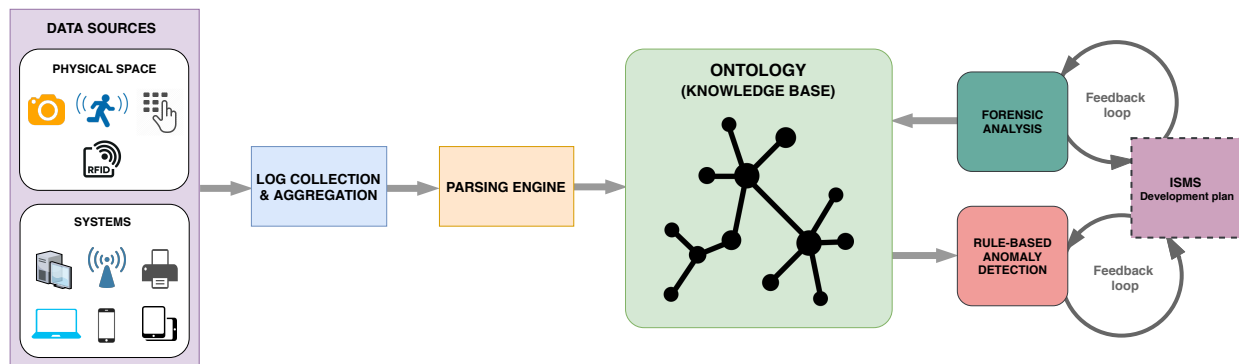 DATA SOURCES
PHYSICAL SPACE
RFID
SYSTEMS
LOG COLLECTION
& AGGREGATION
PARSING ENGINE
ONTOLOGY
(KNOWLEDGE BASE)
FORENSIC
ANALYSIS
Feedback
loop
ISMS
Development plan
RULE-BASED
ANOMALY
DETECTION
Feedback
loop